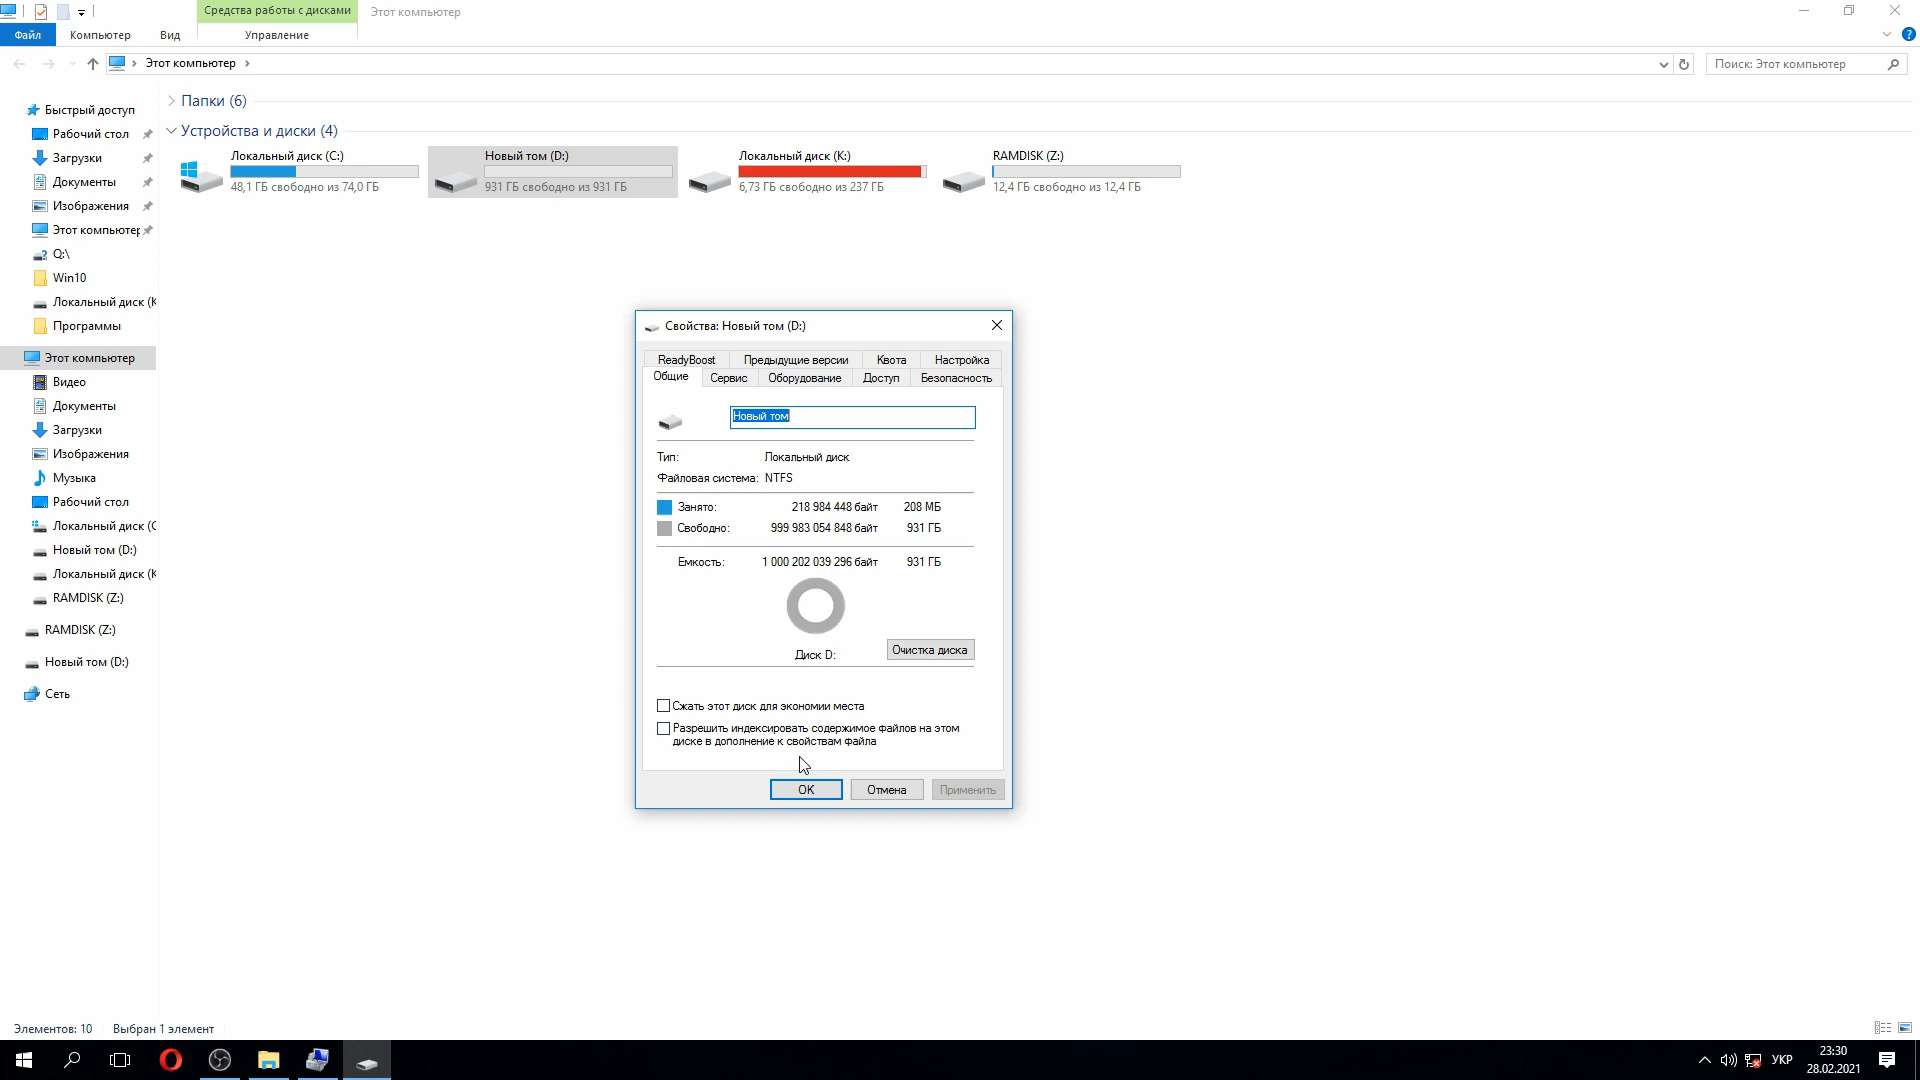 Средства работы с дисками
Этот компьютер
Файл
Компьютер
Вид
Управление
Этот компьютер
Поиск: Этот компьютер
Быстрый доступ
Рабочий стол
Загрузки
Документы
Изображения
Этот компьютер
Q:\
Win10
Локальный диск (K
Программы
Этот компьютер
Видео
Документы
Загрузки
Изображения
Музыка
Рабочий стол
Локальный диск (C
Новый том (D:)
Локальный диск (K
RAMDISK (Z:)
RAMDISK (Z:)
Новый том (D:)
Сеть
Папки (6)
Устройства и диски (4)
Локальный диск (C:)
48,1 ГБ свободно из 74,0 ГБ
Новый том (D:)
931 ГБ свободно из 931 ГБ
Локальный диск (K:)
6,73 ГБ свободно из 237 ГБ
RAMDISK (Z:)
12,4 ГБ свободно из 12,4 ГБ
Свойства: Новый том (D:)
ReadyBoost Предыдущие версии Квота Настройка
Общие Сервис Оборудование Доступ Безопасность
Новый том
Тип: Локальный диск
Файловая система: NTFS
Занято: 218 984 448 байт 208 МБ
Свободно: 999 983 054 848 байт 931 ГБ
Емкость: 1 000 202 039 296 байт 931 ГБ
Диск D:
Очистка диска
Сжать этот диск для экономии места
Разрешить индексировать содержимое файлов на этом
диске в дополнение к свойствам файла
OK
Отмена
Применить
Элементов: 10
Выбран 1 элемент
УКР
23:30
28.02.2021